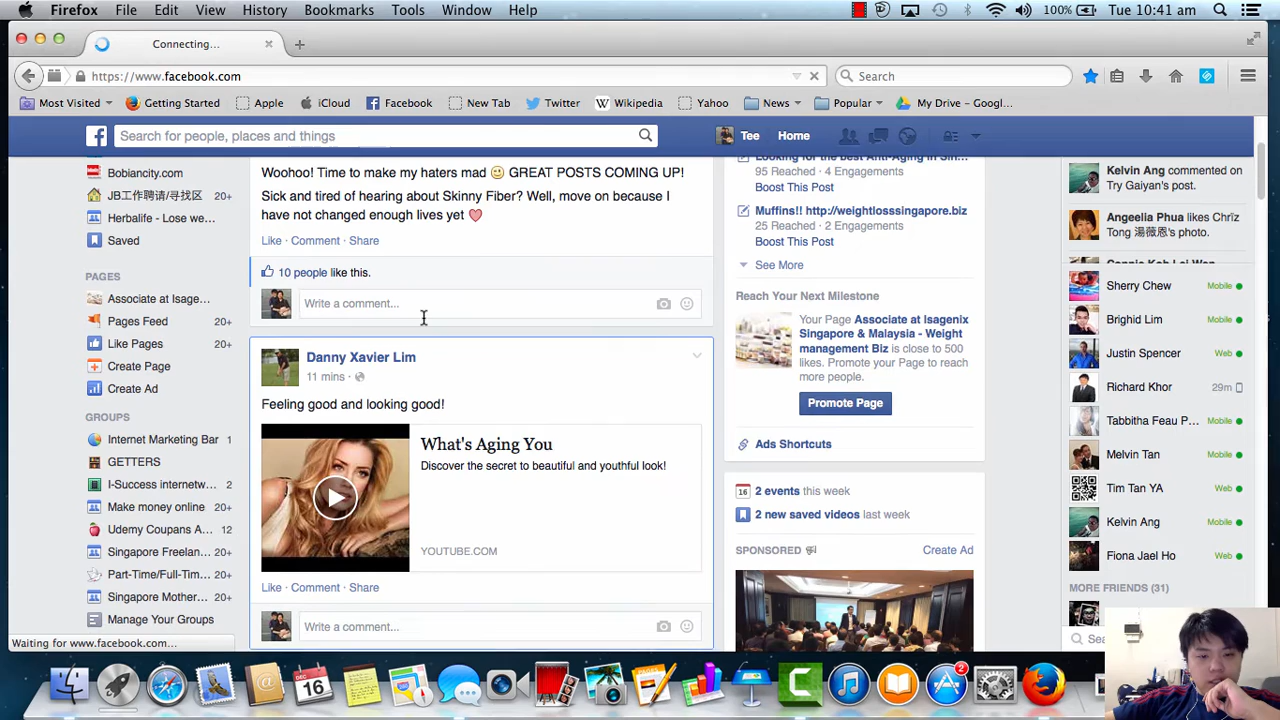 Firefox File Edit View History Bookmarks Tools Window Help 100% Tue 10:41 am
Connecting...
https://www.facebook.com Search
Most Visited Getting Started Apple iCloud Facebook New Tab Twitter Wikipedia Yahoo News Popular My Drive – Googl...
Search for people, places and things Tee Home
Bobiancity.com
JB工作聘请/寻找区 20+
Herbalife - Lose we...
Saved
PAGES
Associate at Isage...
Pages Feed 20+
Like Pages 20+
Create Page
Create Ad
GROUPS
Internet Marketing Bar 1
GETTERS
I-Success internetw... 2
Make money online 20+
Udemy Coupans A... 12
Singapore Freelan... 20+
Part-Time/Full-Tim... 20+
Singapore Mother... 20+
Manage Your Groups
Waiting for www.facebook.com...
Woohoo! Time to make my haters mad GREAT POSTS COMING UP!
Sick and tired of hearing about Skinny Fiber? Well, move on because I
have not changed enough lives yet
Like · Comment · Share
10 people like this.
Write a comment...
Danny Xavier Lim
11 mins ·
Feeling good and looking good!
What's Aging You
Discover the secret to beautiful and youthful look!
YOUTUBE.COM
Like · Comment · Share
Write a comment...
Looking for the best Anti-Aging in Sin...
95 Reached · 4 Engagements
Boost This Post
Muffins!! http://weightlosssingapore.biz
25 Reached · 2 Engagements
Boost This Post
See More
Reach Your Next Milestone
Your Page Associate at Isagenix
Singapore & Malaysia - Weight
management Biz is close to 500
likes. Promote your Page to reach
more people.
Promote Page
Ads Shortcuts
16 2 events this week
2 new saved videos last week
SPONSORED Create Ad
Kelvin Ang commented on
Try Gaiyan's post.
Angeelia Phua likes Chrïz
Tong 湯薇恩's photo.
Sherry Chew Mobile
Brighid Lim Mobile
Justin Spencer Web
Richard Khor 29m
Tabbitha Feau P... Mobile
Melvin Tan Mobile
Tim Tan YA Web
Kelvin Ang Mobile
Fiona Jael Ho Web
MORE FRIENDS (31)
Sea
DEC
16
2